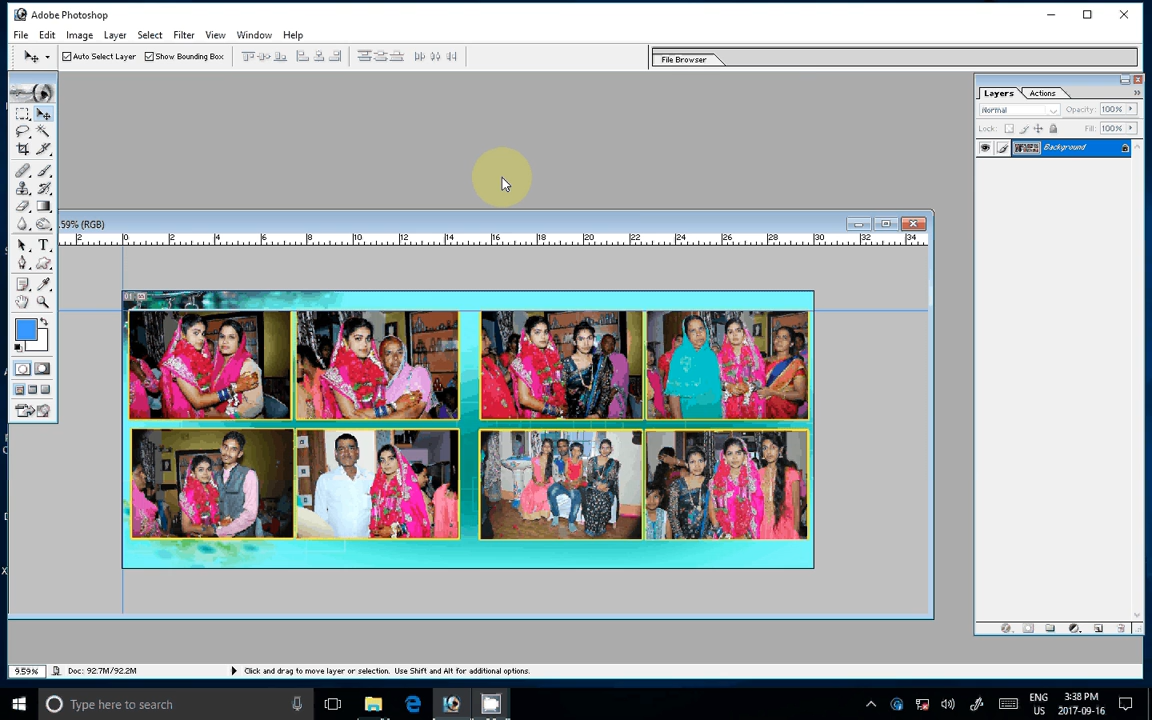 Adobe Photoshop
File Edit Image Layer Select Filter View Window Help
Auto Select Layer Show Bounding Box
File Browser
Layers Actions
Normal Opacity: 100%
Lock: Fill: 100%
Background
.59% (RGB)
2 0 2 4 6 8 10 12 14 16 18 20 22 24 26 28 30 32 34
01
T
9.59% Doc: 92.7M/92.2M Click and drag to move layer or selection. Use Shift and Alt for additional options.
Type here to search
ENG 3:38 PM
US 2017-09-16